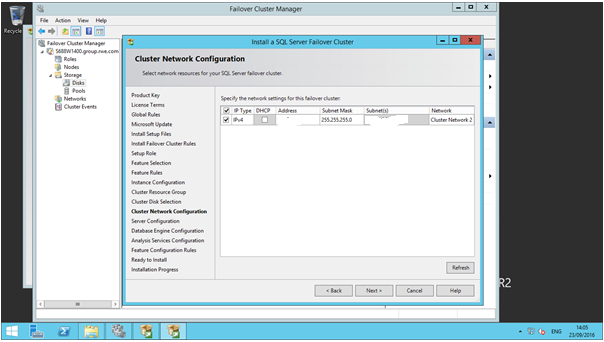 Recycle
Failover Cluster Manager
File Action View Help
Failover Cluster Manager
S688W1400.group.rwe.com
Roles
Nodes
Storage
Disks
Pools
Networks
Cluster Events
Install a SQL Server Failover Cluster
Cluster Network Configuration
Select network resources for your SQL Server failover cluster.
Product Key
License Terms
Global Rules
Microsoft Update
Install Setup Files
Install Failover Cluster Rules
Setup Role
Feature Selection
Feature Rules
Instance Configuration
Cluster Resource Group
Cluster Disk Selection
Cluster Network Configuration
Server Configuration
Database Engine Configuration
Analysis Services Configuration
Feature Configuration Rules
Ready to Install
Installation Progress
Specify the network settings for this failover cluster:
IP Type DHCP Address Subnet Mask Subnet(s) Network
IPv4 255.255.255.0 Cluster Network 2
Refresh
< Back Next > Cancel Help
R2
ENG
14:05
23/09/2016